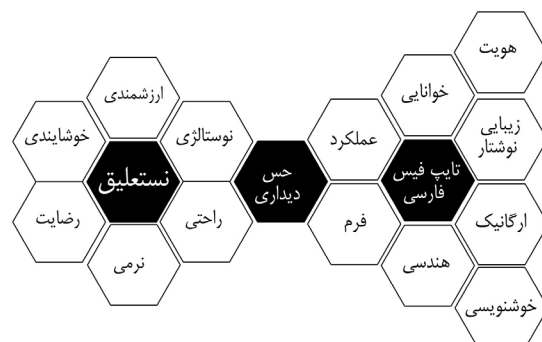 هویت
خوانایی
زیبایی
نوشتار
عملکرد
تایپ فیس
فارسی
ارگانیک
فرم
هندسی
خوشنویسی
حس
دیداری
ارزشمندی
نوستالژی
خوشایندی
نستعلیق
راحتی
رضایت
نرمی